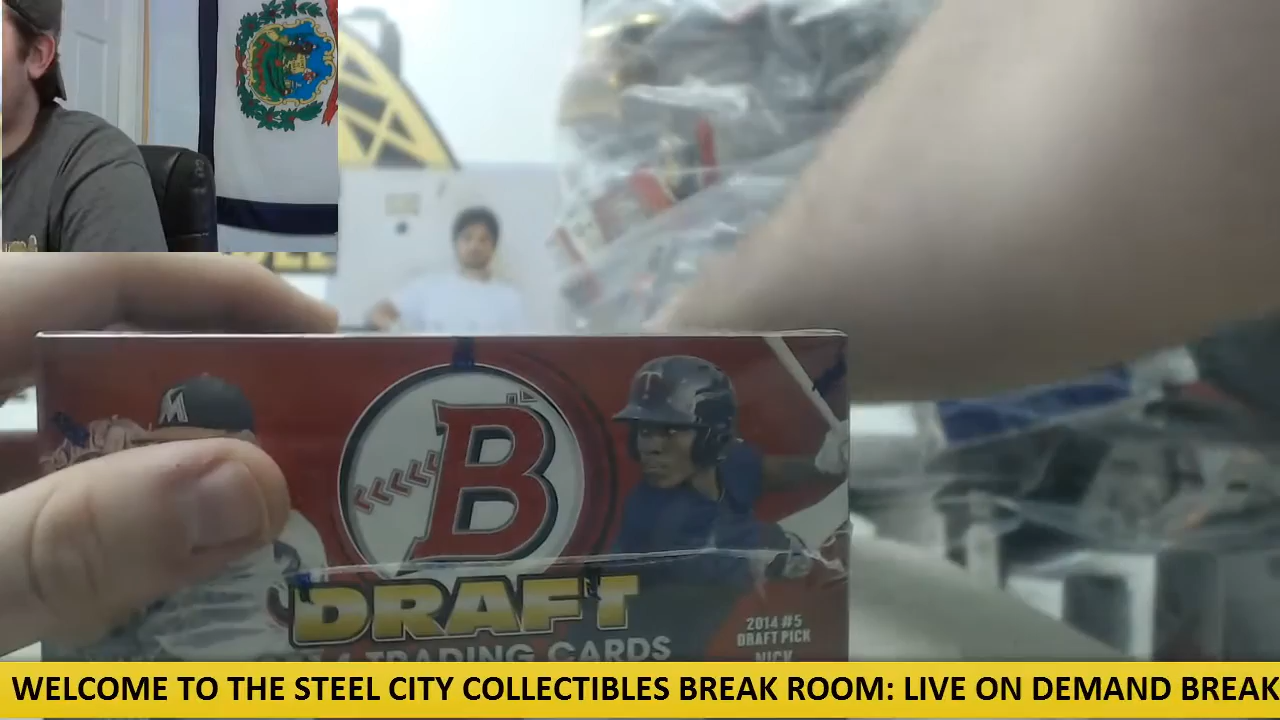 B
DRAFT
TRADING CARDS
2014 #5
DRAFT PICK
NICK
WELCOME TO THE STEEL CITY COLLECTIBLES BREAK ROOM: LIVE ON DEMAND BREAK